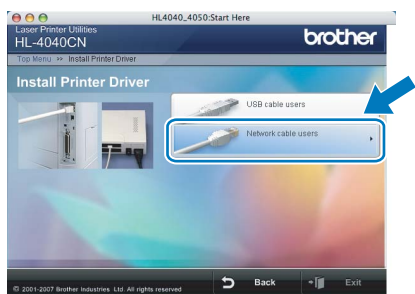 HL4040_4050:Start Here
Laser Printer Utilities
HL-4040CN
brother
Top Menu >> Install Printer Driver
Install Printer Driver
USB cable users
Network cable users
© 2001-2007 Brother Industries Ltd. All rights reserved
Back
Exit